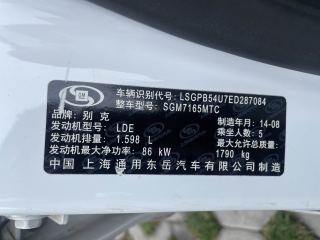 GM
车辆识别代号: LSGPB54U7ED287084
整车型号: SGM7165MTC
品牌: 别克 制造年月: 14-08
发动机型号: LDE 乘坐人数: 5
发动机排量: 1.598 L 最大允许总质量:
发动机最大净功率: 86 kW 1790 kg
中国 上海通用东岳汽车有限公司制造